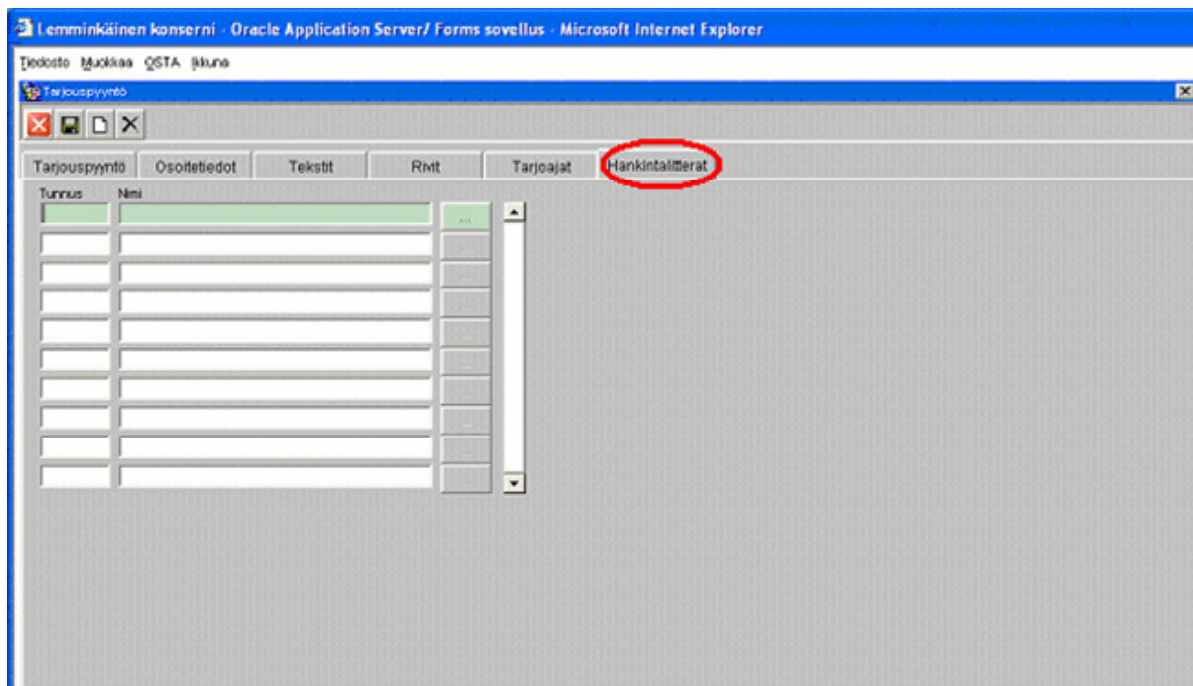 Lemminkäinen konserni - Oracle Application Server/ Forms sovellus - Microsoft Internet Explorer
Tiedosto Muokkaa OSTA Ikkuna
Tarjouspyyntö
Tarjouspyyntö Osoitetiedot Tekstit Rivit Tarjoajat Hankintalitterat
Tunnus Nimi
...